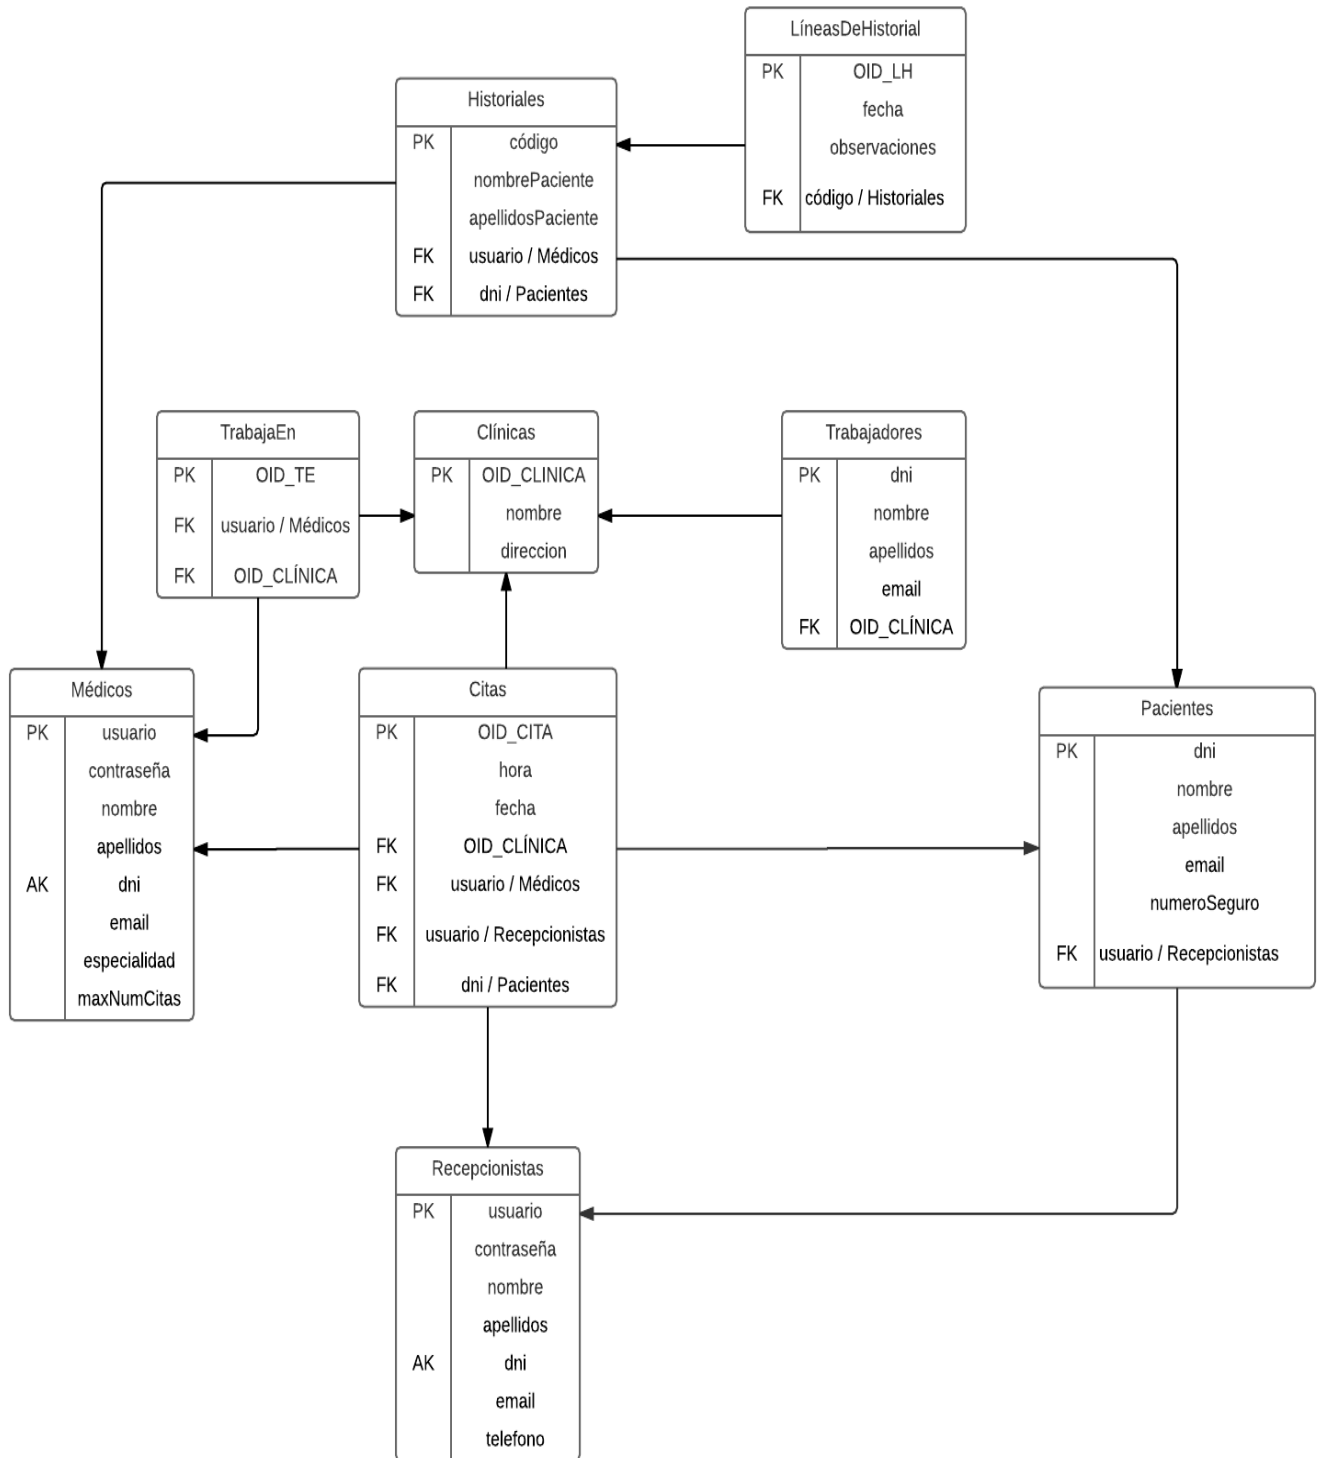 LíneasDeHistorial
PK OID_LH
fecha
observaciones
FK código / Historiales
Historiales
PK código
nombrePaciente
apellidosPaciente
FK usuario / Médicos
FK dni / Pacientes
TrabajaEn
PK OID_TE
FK usuario / Médicos
FK OID_CLÍNICA
Clínicas
PK OID_CLINICA
nombre
direccion
Trabajadores
PK dni
nombre
apellidos
email
FK OID_CLÍNICA
Médicos
PK usuario
contraseña
nombre
apellidos
AK dni
email
especialidad
maxNumCitas
Citas
PK OID_CITA
hora
fecha
FK OID_CLÍNICA
FK usuario / Médicos
FK usuario / Recepcionistas
FK dni / Pacientes
Pacientes
PK dni
nombre
apellidos
email
numeroSeguro
FK usuario / Recepcionistas
Recepcionistas
PK usuario
contraseña
nombre
apellidos
AK dni
email
telefono